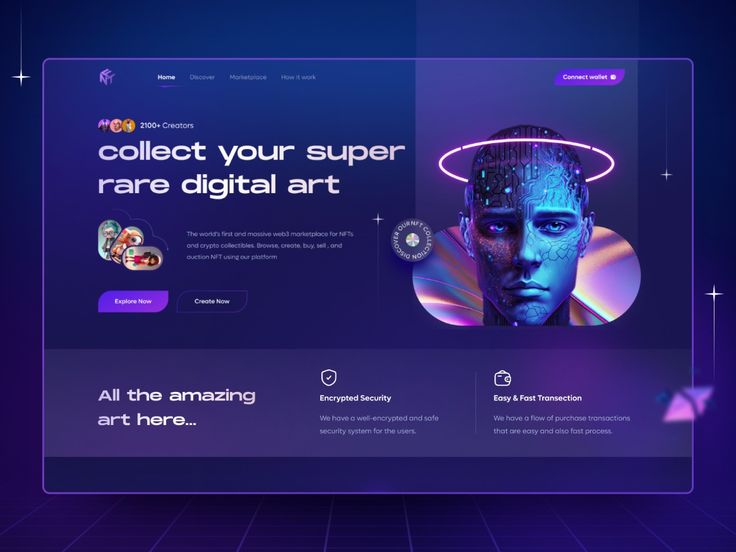 NFT
Home Discover Marketplace How it work
Connect wallet
2100+ Creators
collect your super
rare digital art
The world's first and massive web3 marketplace for NFTs
and crypto collectibles. Browse, create, buy, sell , and
auction NFT using our platform
DISCOVER OURNFT COLLECTION
Explore Now
Create Now
All the amazing
art here...
Encrypted Security
We have a well-encrypted and safe
security system for the users.
Easy & Fast Transection
We have a flow of purchase transactions
that are easy and also fast process.